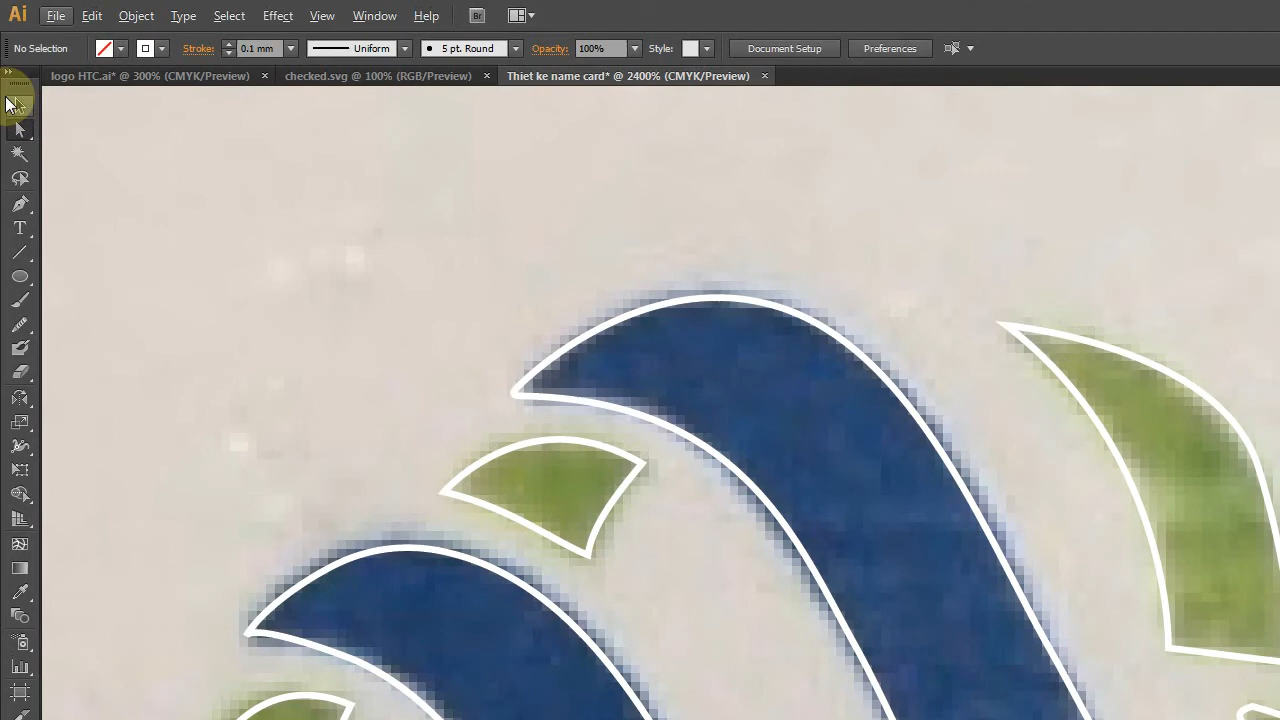 Ai File Edit Object Type Select Effect View Window Help Br
No Selection Stroke: 0.1 mm Uniform 5 pt. Round Opacity: 100% Style: Document Setup Preferences
logo HTC.ai* @ 300% (CMYK/Preview) × checked.svg @ 100% (RGB/Preview) × Thiet ke name card* @ 2400% (CMYK/Preview) ×
T